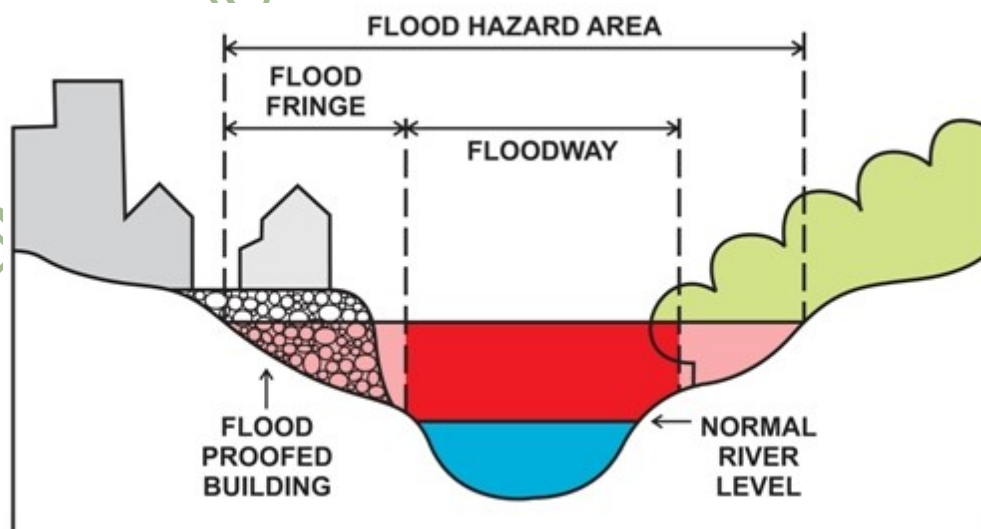 FLOOD HAZARD AREA
FLOOD
FRINGE
FLOODWAY
FLOOD
PROOFED
BUILDING
NORMAL
RIVER
LEVEL